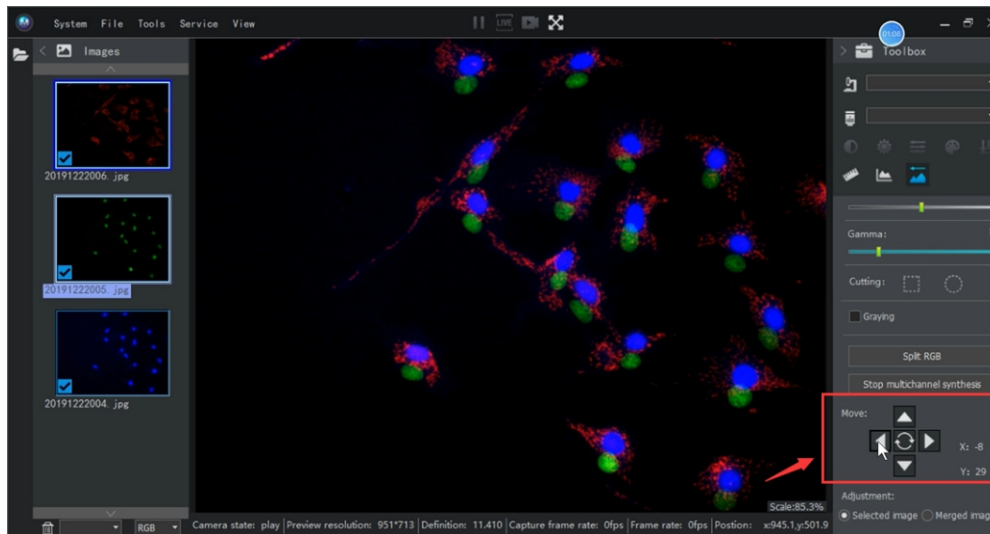 System File Tools Service View
LIVE
01:08
Images
Toolbox
20191222006. jpg
20191222005. jpg
20191222004. jpg
Gamma:
Cutting:
Graying
Split RGB
Stop multichannel synthesis
Move:
X: -8
Y: 29
Adjustment:
Selected image Merged imag
Scale:85.3%
RGB
Camera state: play Preview resolution: 951*713 Definition: 11.410 Capture frame rate: 0fps Frame rate: 0fps Postion: x:945.1,y:501.9